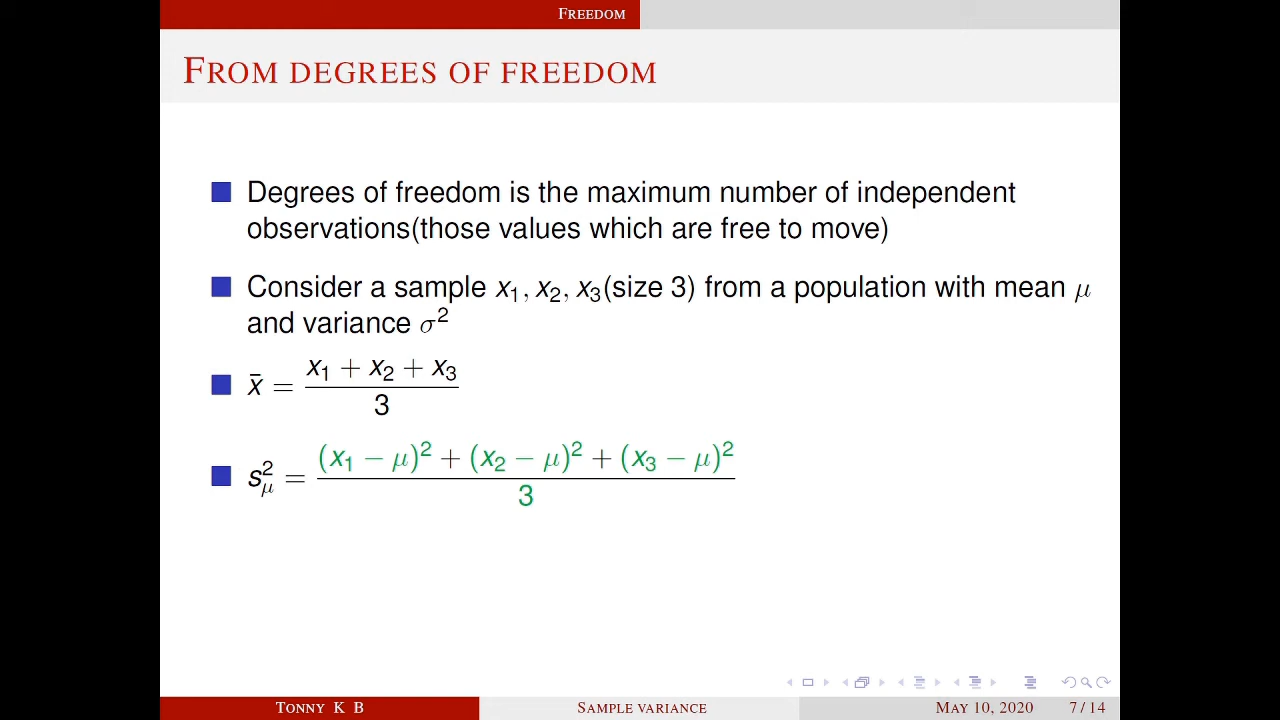 FREEDOM
FROM DEGREES OF FREEDOM
Degrees of freedom is the maximum number of independent
observations(those values which are free to move)
Consider a sample x₁, x₂, x₃(size 3) from a population with mean μ
and variance σ²
x̄ = (x₁ + x₂ + x₃) / 3
s²_μ = ((x₁ − μ)² + (x₂ − μ)² + (x₃ − μ)²) / 3
TONNY K B
SAMPLE VARIANCE
MAY 10, 2020
7 / 14